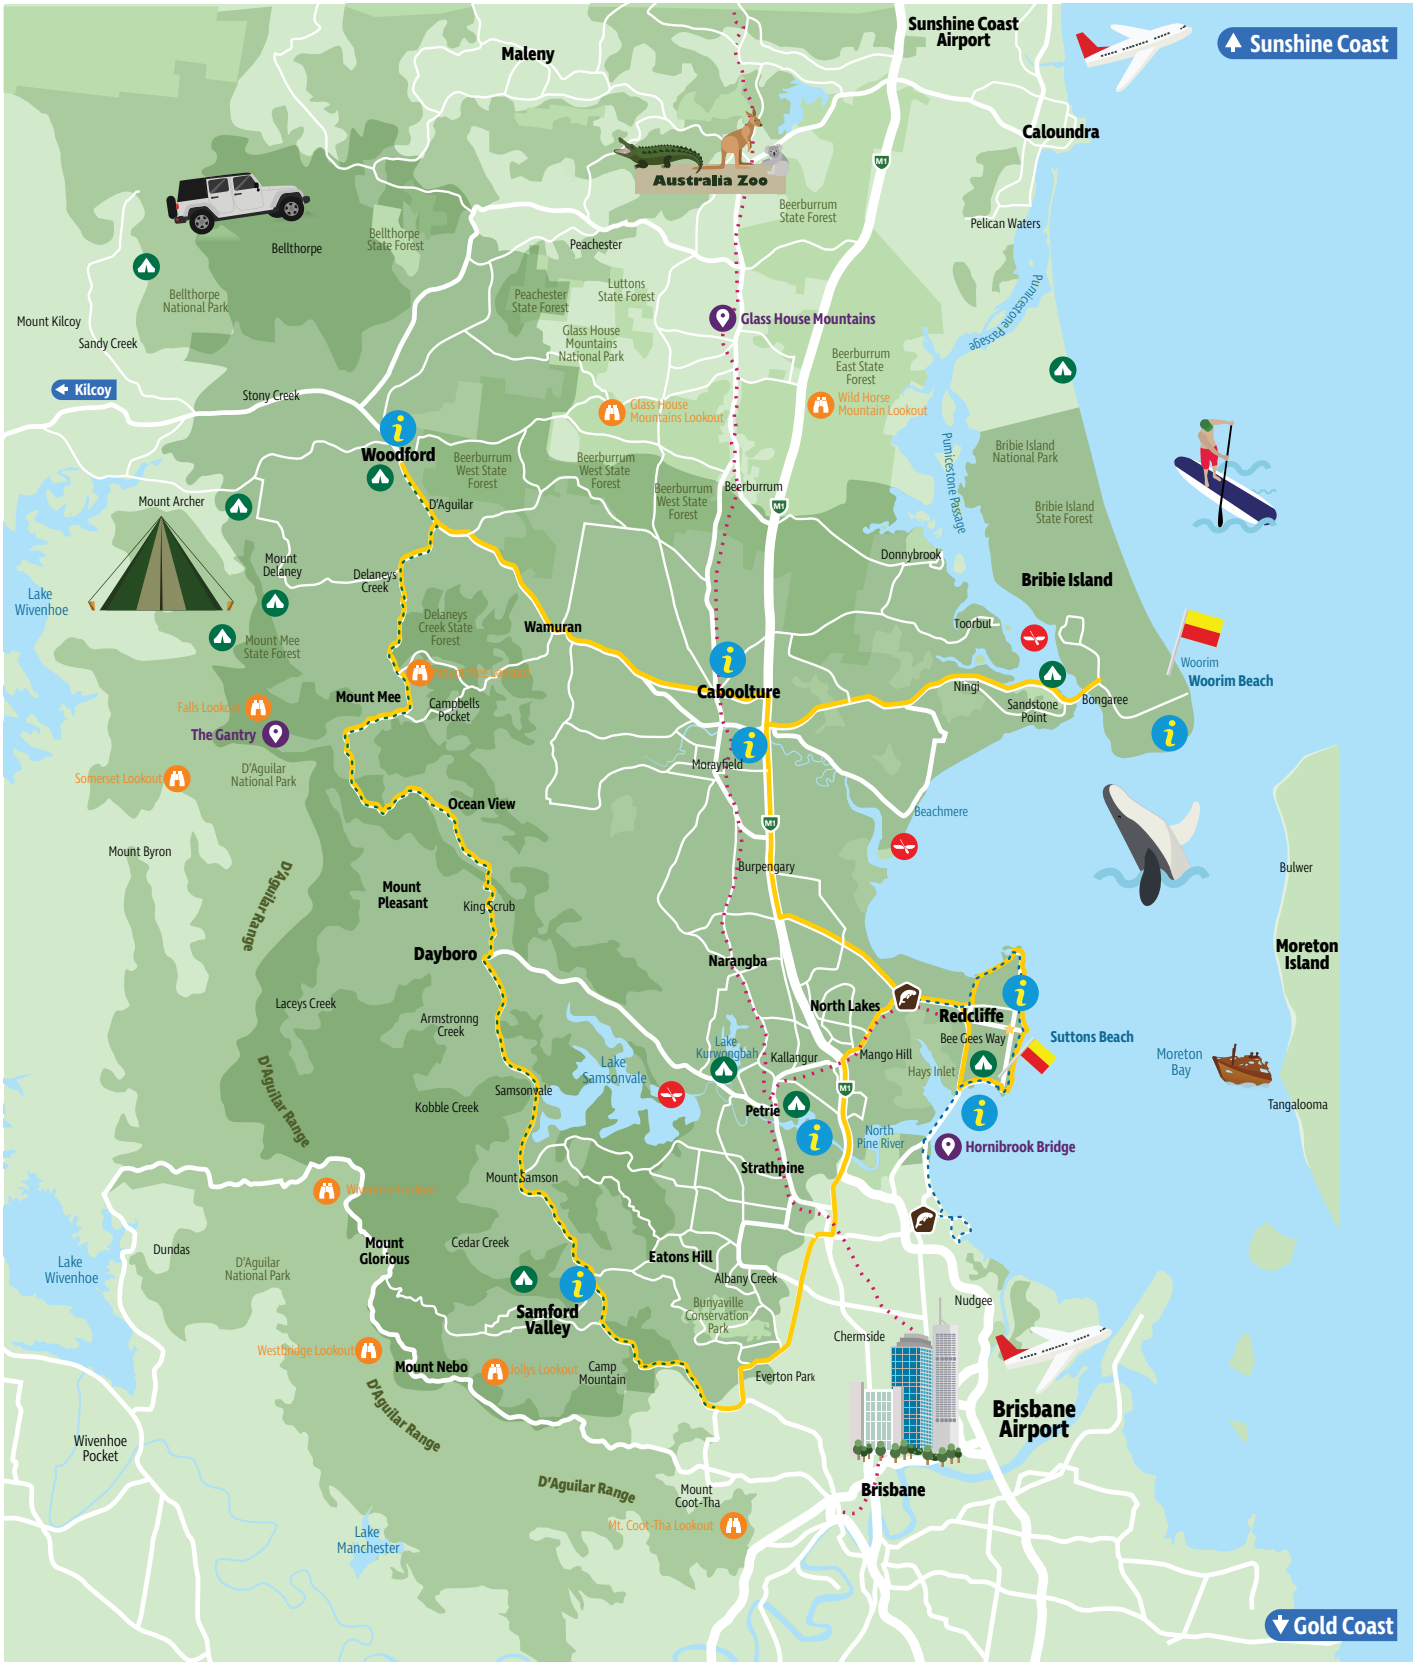 Sunshine Coast
Airport
Sunshine Coast
Maleny
Caloundra
M1
Australia Zoo
Beerburrum
State Forest
Pelican Waters
Bellthorpe
State Forest
Bellthorpe
Peachester
Pumicestone Passage
Bellthorpe
National Park
Peachester
State Forest
Luttons
State Forest
Mount Kilcoy
Sandy Creek
Glass House
Mountains
National Park
Glass House Mountains
Beerburrum
East State
Forest
Kilcoy
Stony Creek
Glass House
Mountains Lookout
Wild Horse
Mountain Lookout
Woodford
Beerburrum
West State
Forest
Beerburrum
West State
Forest
Beerburrum
West State
Forest
Beerburrum
Pumicestone Passage
Bribie Island
National Park
Bribie Island
State Forest
Mount Archer
D'Aguilar
M1
Mount
Delaney
Delaneys
Creek
Donnybrook
Bribie Island
Lake
Wivenhoe
Delaneys
Creek State
Forest
Wamuran
Toorbul
Mount Mee
State Forest
Mount Mee Lookout
Woorim
Woorim Beach
Mount Mee
Campbells
Pocket
Caboolture
Ningi
Sandstone
Point
Bongaree
Falls Lookout
The Gantry
D'Aguilar
National Park
Somerset Lookout
Morayfield
Ocean View
Beachmere
M1
Mount Byron
Burpengary
Bulwer
D'Aguilar Range
Mount
Pleasant
King Scrub
Dayboro
Narangba
Moreton
Island
Laceys Creek
Armstronng
Creek
North Lakes
Redcliffe
Bee Gees Way
Suttons Beach
Lake
Kurwongbah
Kallangur
Mango Hill
Hays Inlet
Moreton
Bay
D'Aguilar Range
Lake
Samsonvale
Samsonvale
Kobble Creek
M1
Petrie
Tangalooma
North
Pine River
Hornibrook Bridge
Strathpine
Mount Samson
Wivenhoe Lookout
Dundas
Mount
Glorious
Cedar Creek
Eatons Hill
Lake
Wivenhoe
D'Aguilar
National Park
Albany Creek
Samford
Valley
Bunyaville
Conservation
Park
Nudgee
Chermside
Westbridge Lookout
Mount Nebo
Jollys Lookout
Camp
Mountain
Everton Park
D'Aguilar Range
Brisbane
Airport
Wivenhoe
Pocket
D'Aguilar Range
Mount
Coot-Tha
Brisbane
Mt. Coot-Tha Lookout
Lake
Manchester
Gold Coast